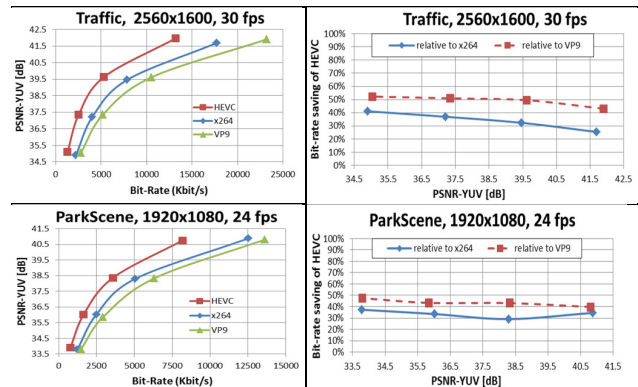 Traffic, 2560x1600, 30 fps
PSNR-YUV [dB]
42.5
41.5
40.5
39.5
38.5
37.5
36.5
35.5
34.5
HEVC
x264
VP9
0 5000 10000 15000 20000 25000
Bit-Rate (Kbit/s)
Traffic, 2560x1600, 30 fps
Bit-rate saving of HEVC
100%
90%
80%
70%
60%
50%
40%
30%
20%
10%
0%
relative to x264 relative to VP9
34.5 35.5 36.5 37.5 38.5 39.5 40.5 41.5 42.5
PSNR-YUV [dB]
ParkScene, 1920x1080, 24 fps
PSNR-YUV [dB]
41.5
40.5
39.5
38.5
37.5
36.5
35.5
34.5
33.5
HEVC
x264
VP9
0 2500 5000 7500 10000 12500 15000
Bit-Rate (Kbit/s)
ParkScene, 1920x1080, 24 fps
Bit-rate saving of HEVC
100%
90%
80%
70%
60%
50%
40%
30%
20%
10%
0%
relative to x264 relative to VP9
33.5 34.5 35.5 36.5 37.5 38.5 39.5 40.5 41.5
PSNR-YUV [dB]